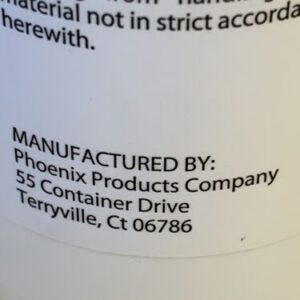 material not in strict accorda
herewith.
MANUFACTURED BY:
Phoenix Products Company
55 Container Drive
Terryville, Ct 06786